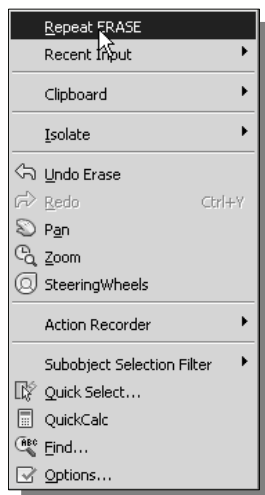 Repeat ERASE
Recent Input
Clipboard
Isolate
Undo Erase
Redo Ctrl+Y
Pan
Zoom
SteeringWheels
Action Recorder
Subobject Selection Filter
Quick Select...
QuickCalc
ABC
Find...
Options...